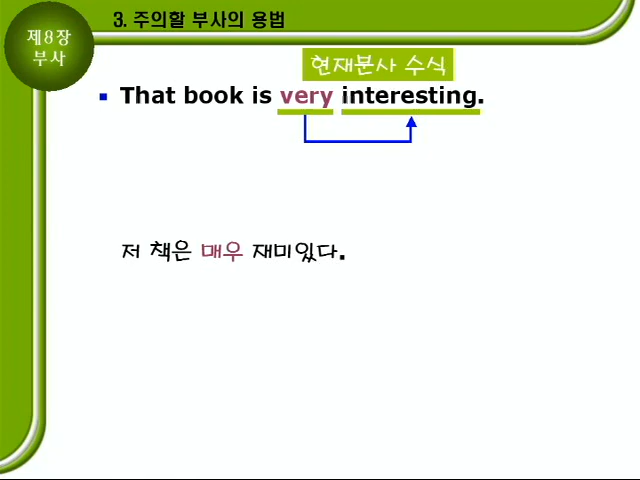 3. 주의할 부사의 용법
제8장
부사
현재분사 수식
That book is very interesting.
저 책은 매우 재미있다.